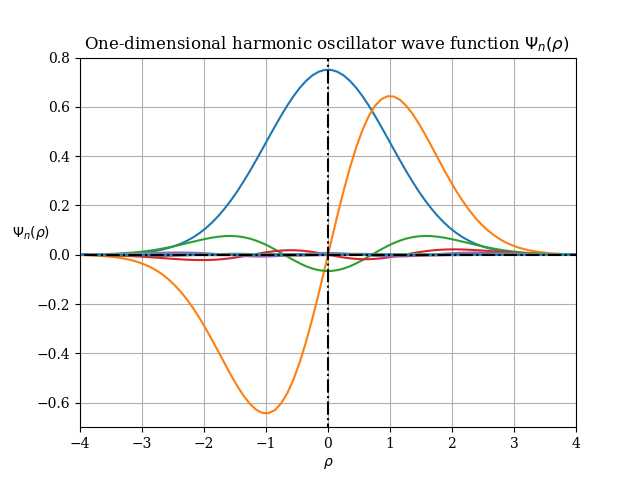 One-dimensional harmonic oscillator wave function Ψₙ(ρ)
0.8
0.6
0.4
0.2
Ψₙ(ρ)
0.0
−0.2
−0.4
−0.6
−4 −3 −2 −1 0 1 2 3 4
ρ